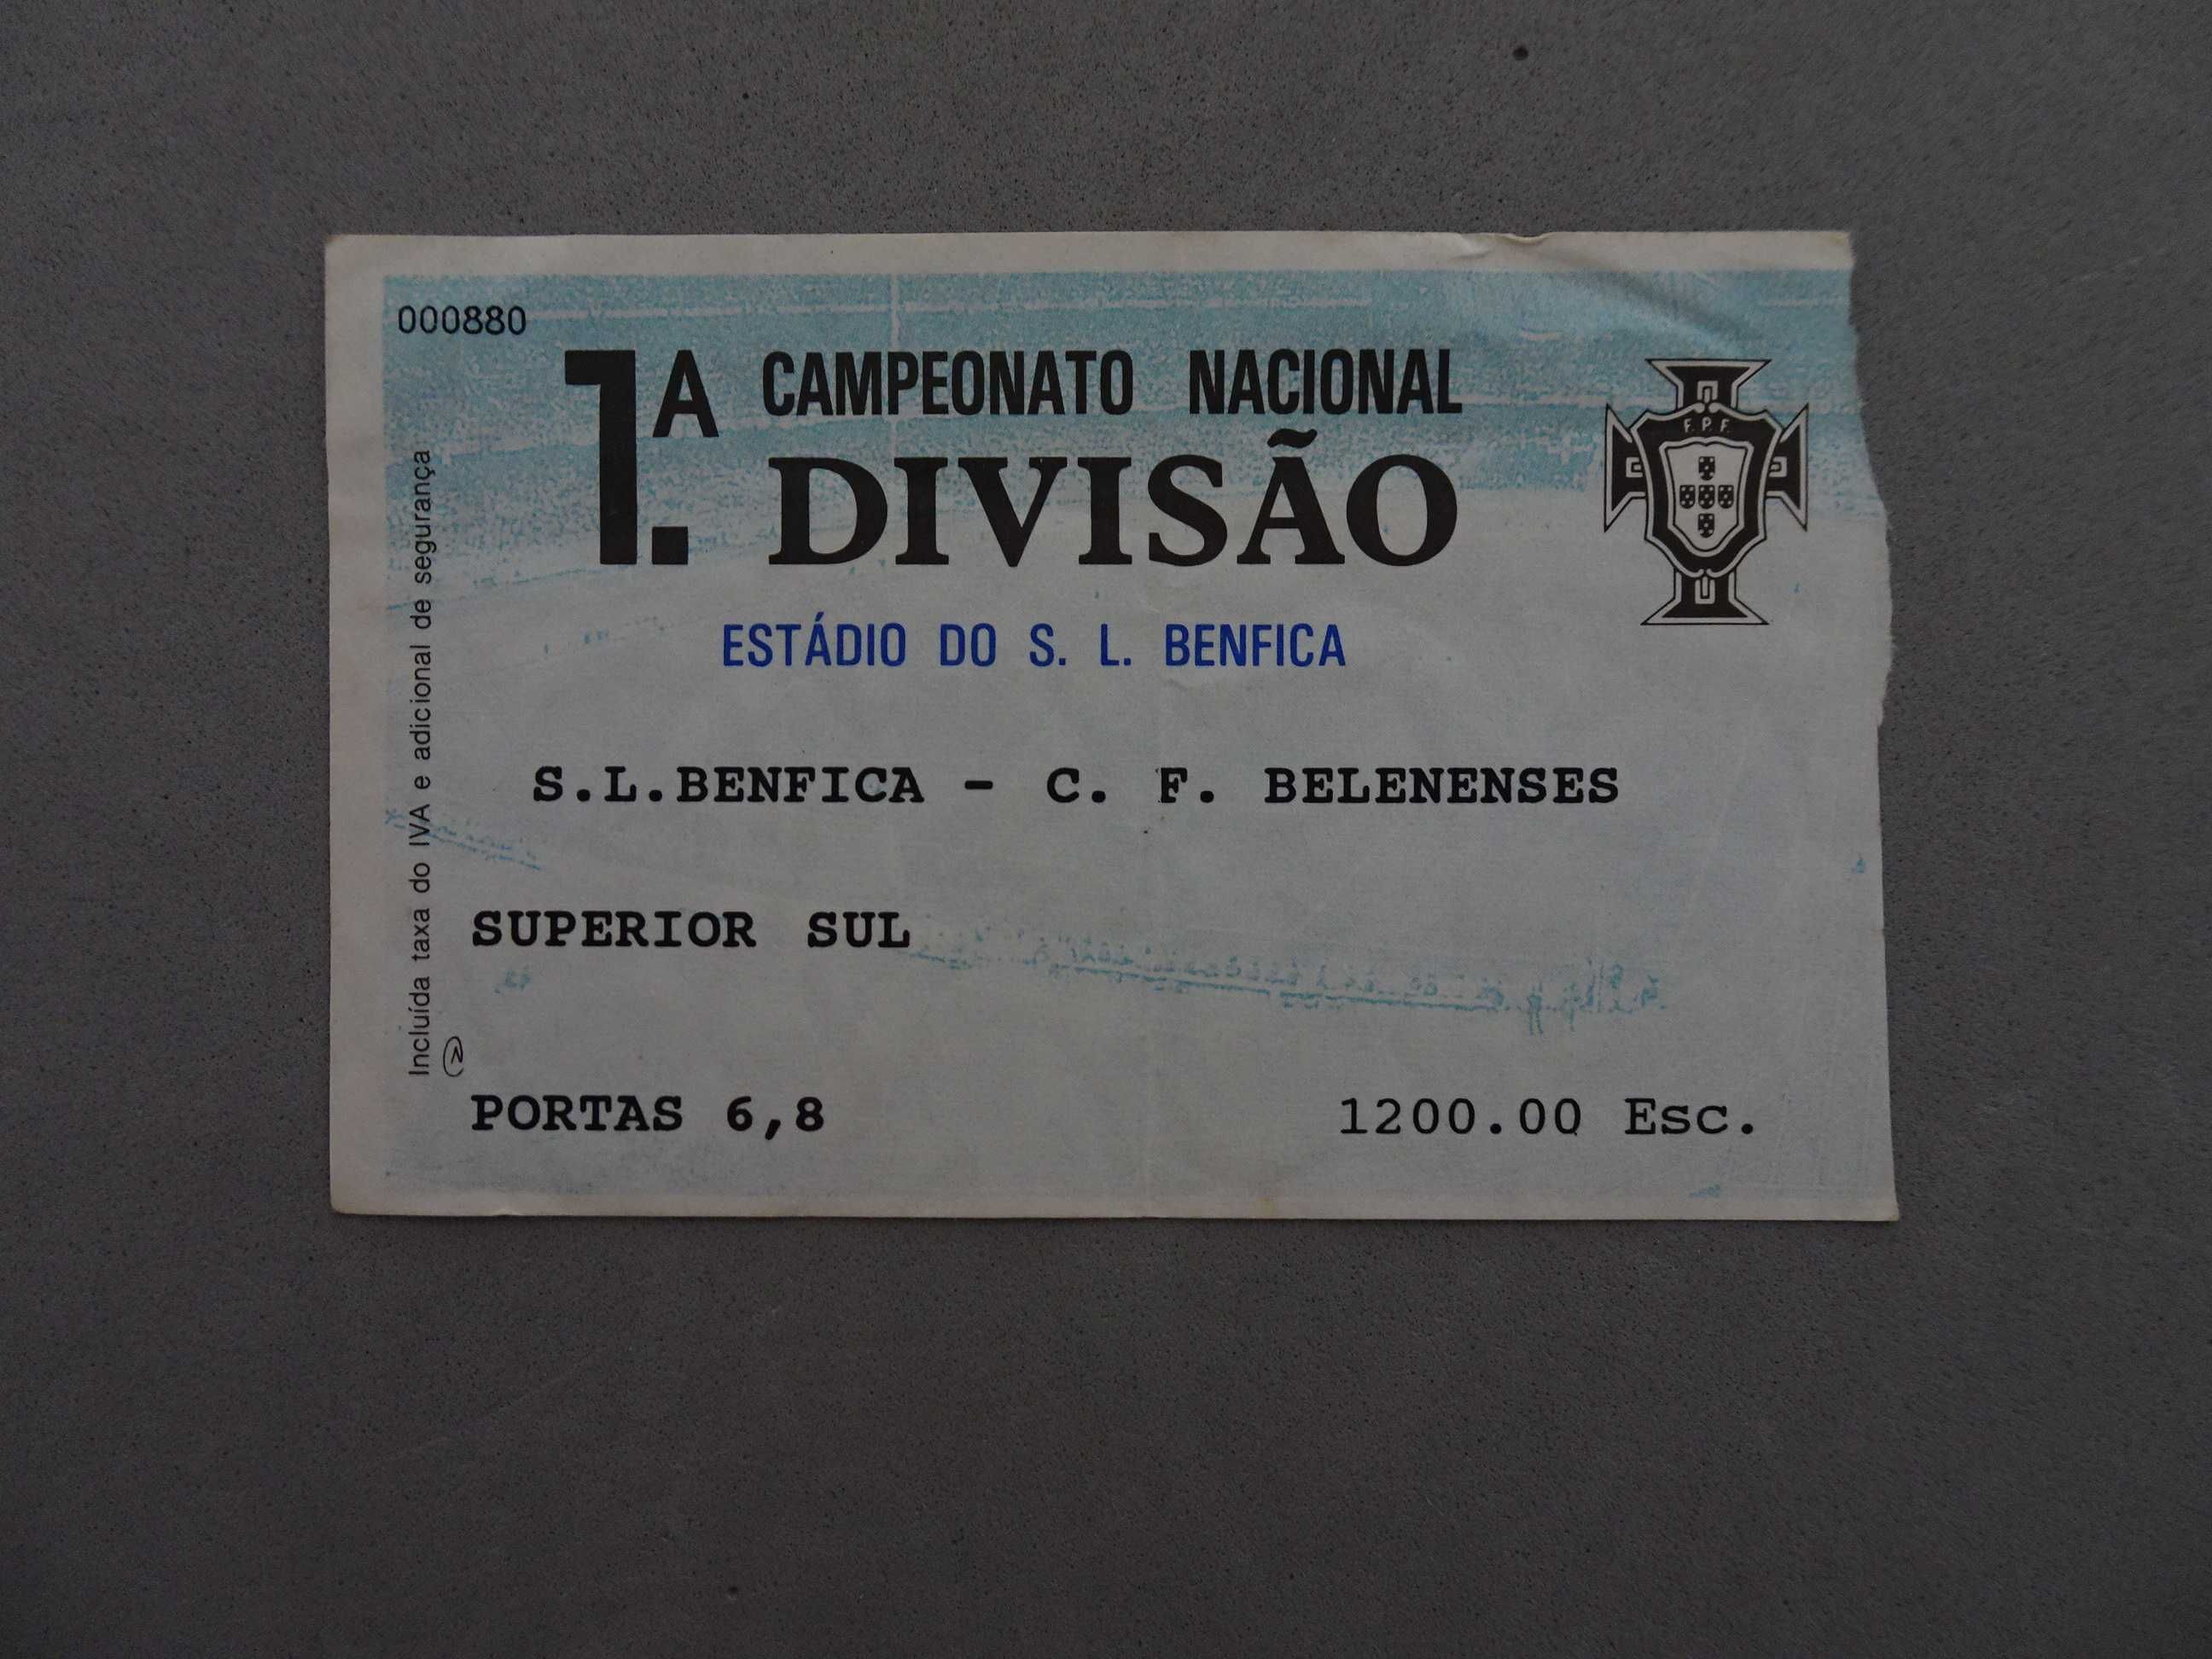 000880
1.A CAMPEONATO NACIONAL
DIVISÃO
F. P. F.
ESTÁDIO DO S. L. BENFICA
S.L.BENFICA - C. F. BELENENSES
SUPERIOR SUL
PORTAS 6,8 1200.00 Esc.
Incluída taxa do IVA e adicional de segurança